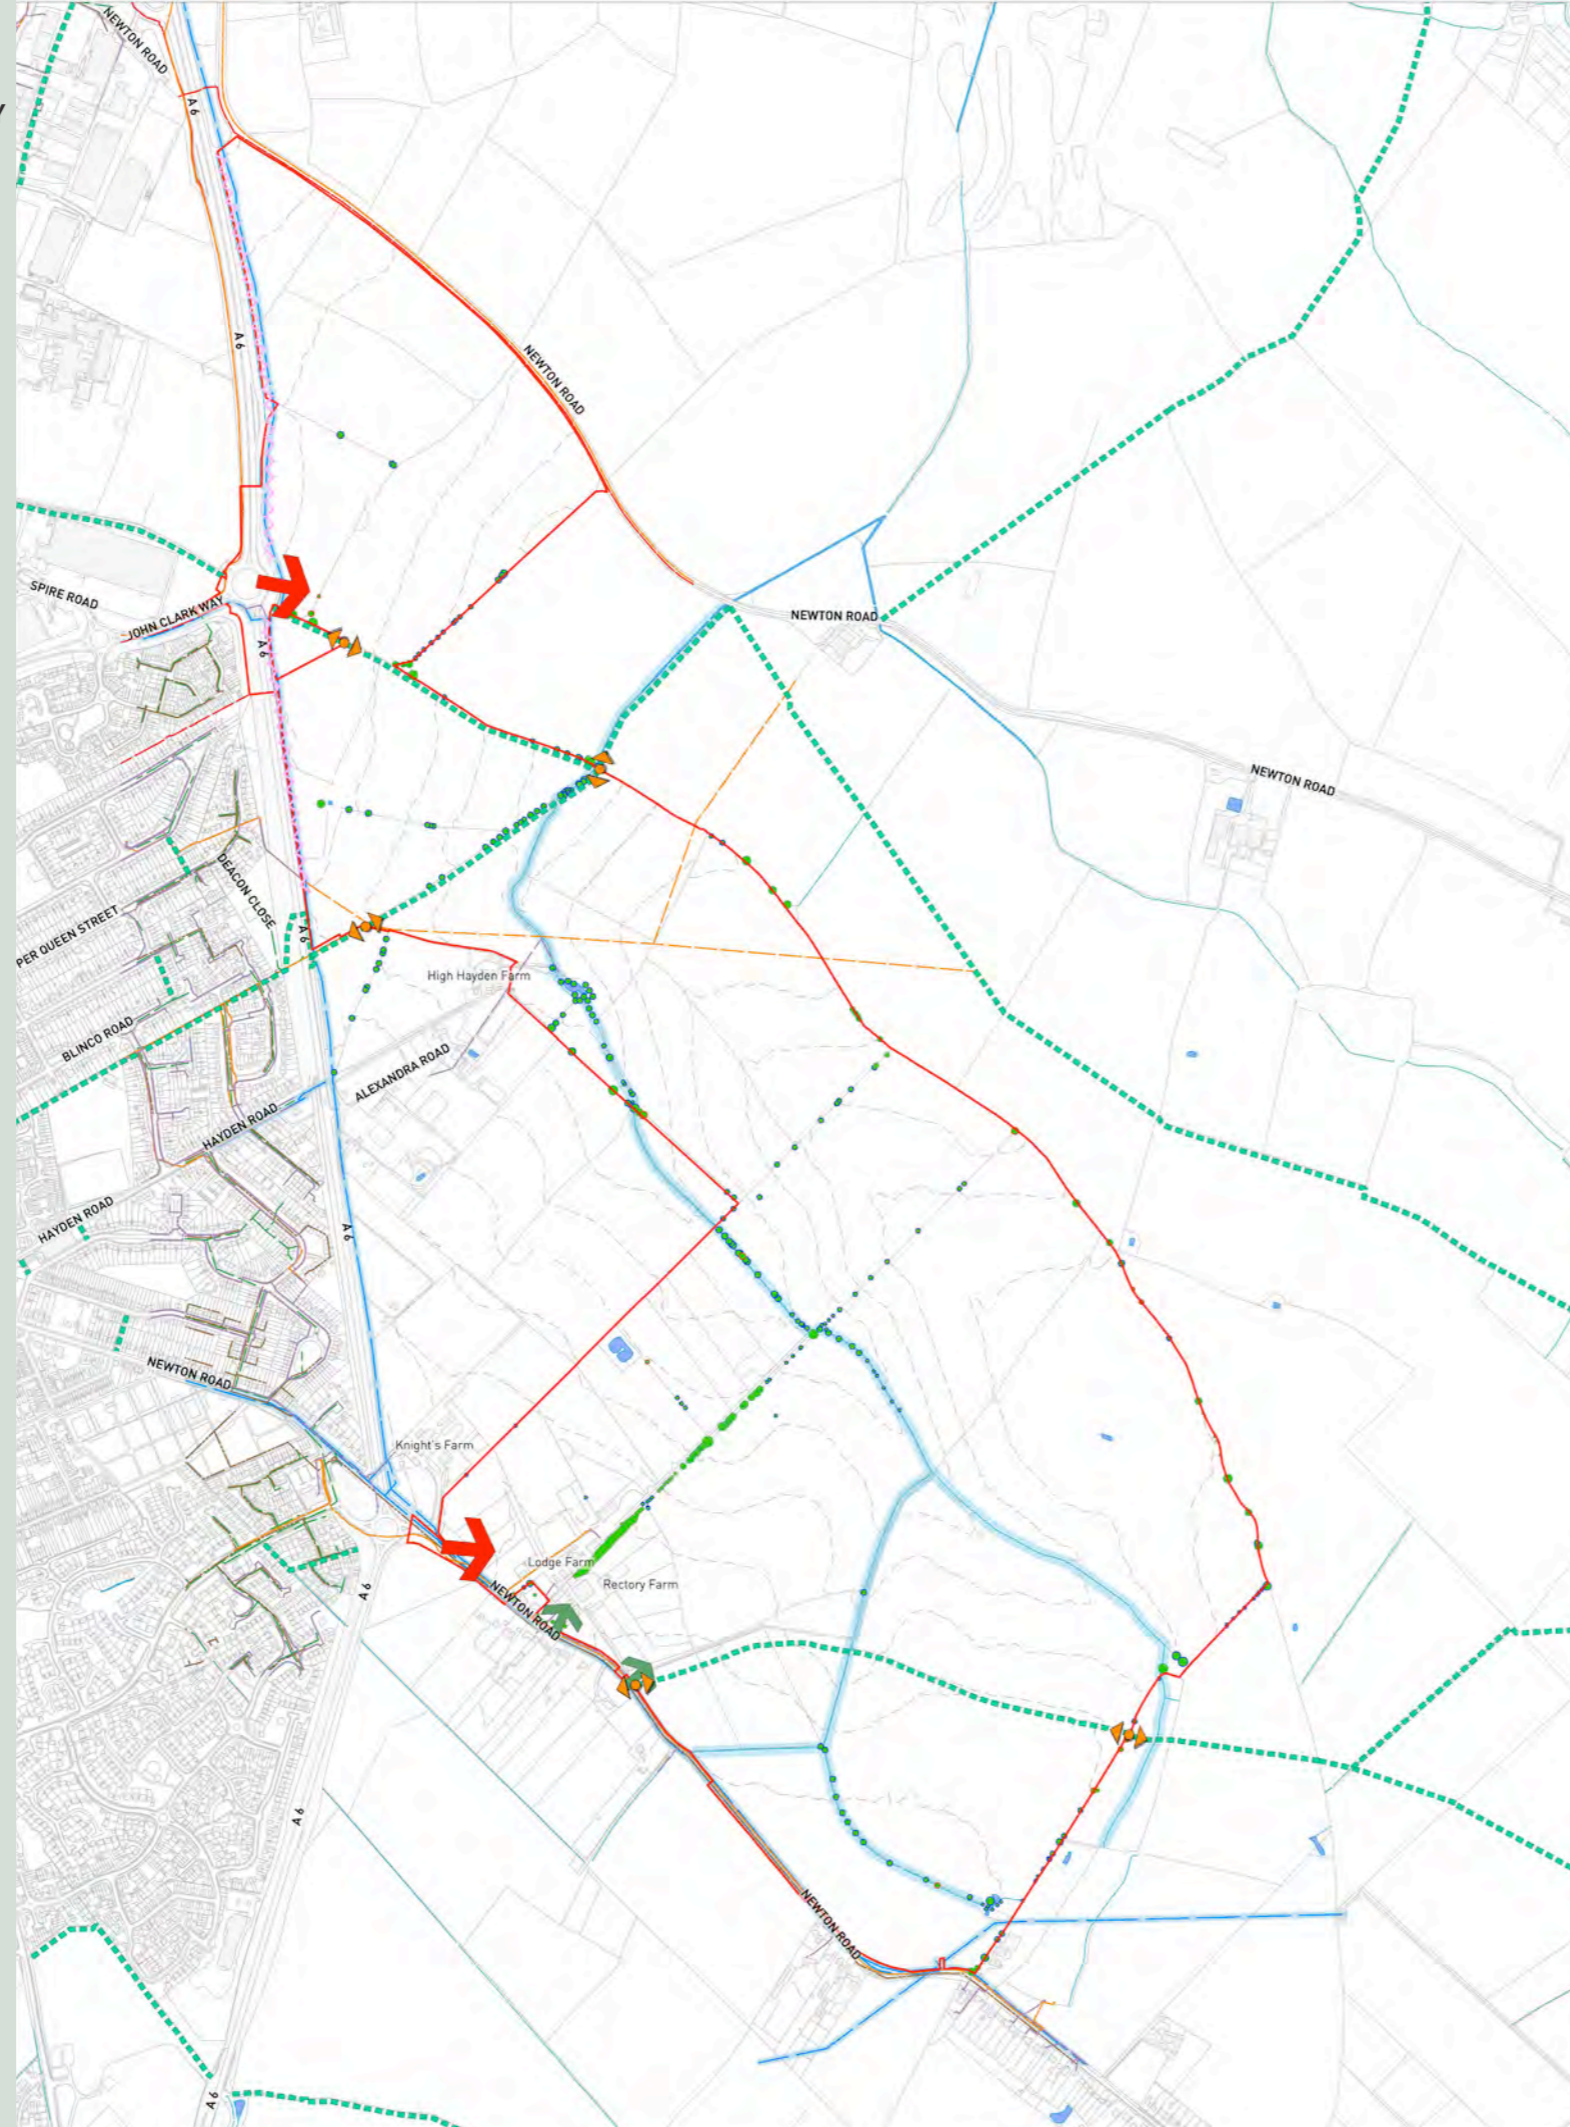 NEWTON ROAD
Y
A6
A6
NEWTON ROAD
SPIRE ROAD
JOHN CLARK WAY
NEWTON ROAD
A6
NEWTON ROAD
DEACON CLOSE
PER QUEEN STREET
A6
High Hayden Farm
BLINCO ROAD
ALEXANDRA ROAD
HAYDEN ROAD
HAYDEN ROAD
A6
NEWTON ROAD
Knight's Farm
Lodge Farm
Rectory Farm
A6
NEWTON ROAD
A6
NEWTON ROAD
A6